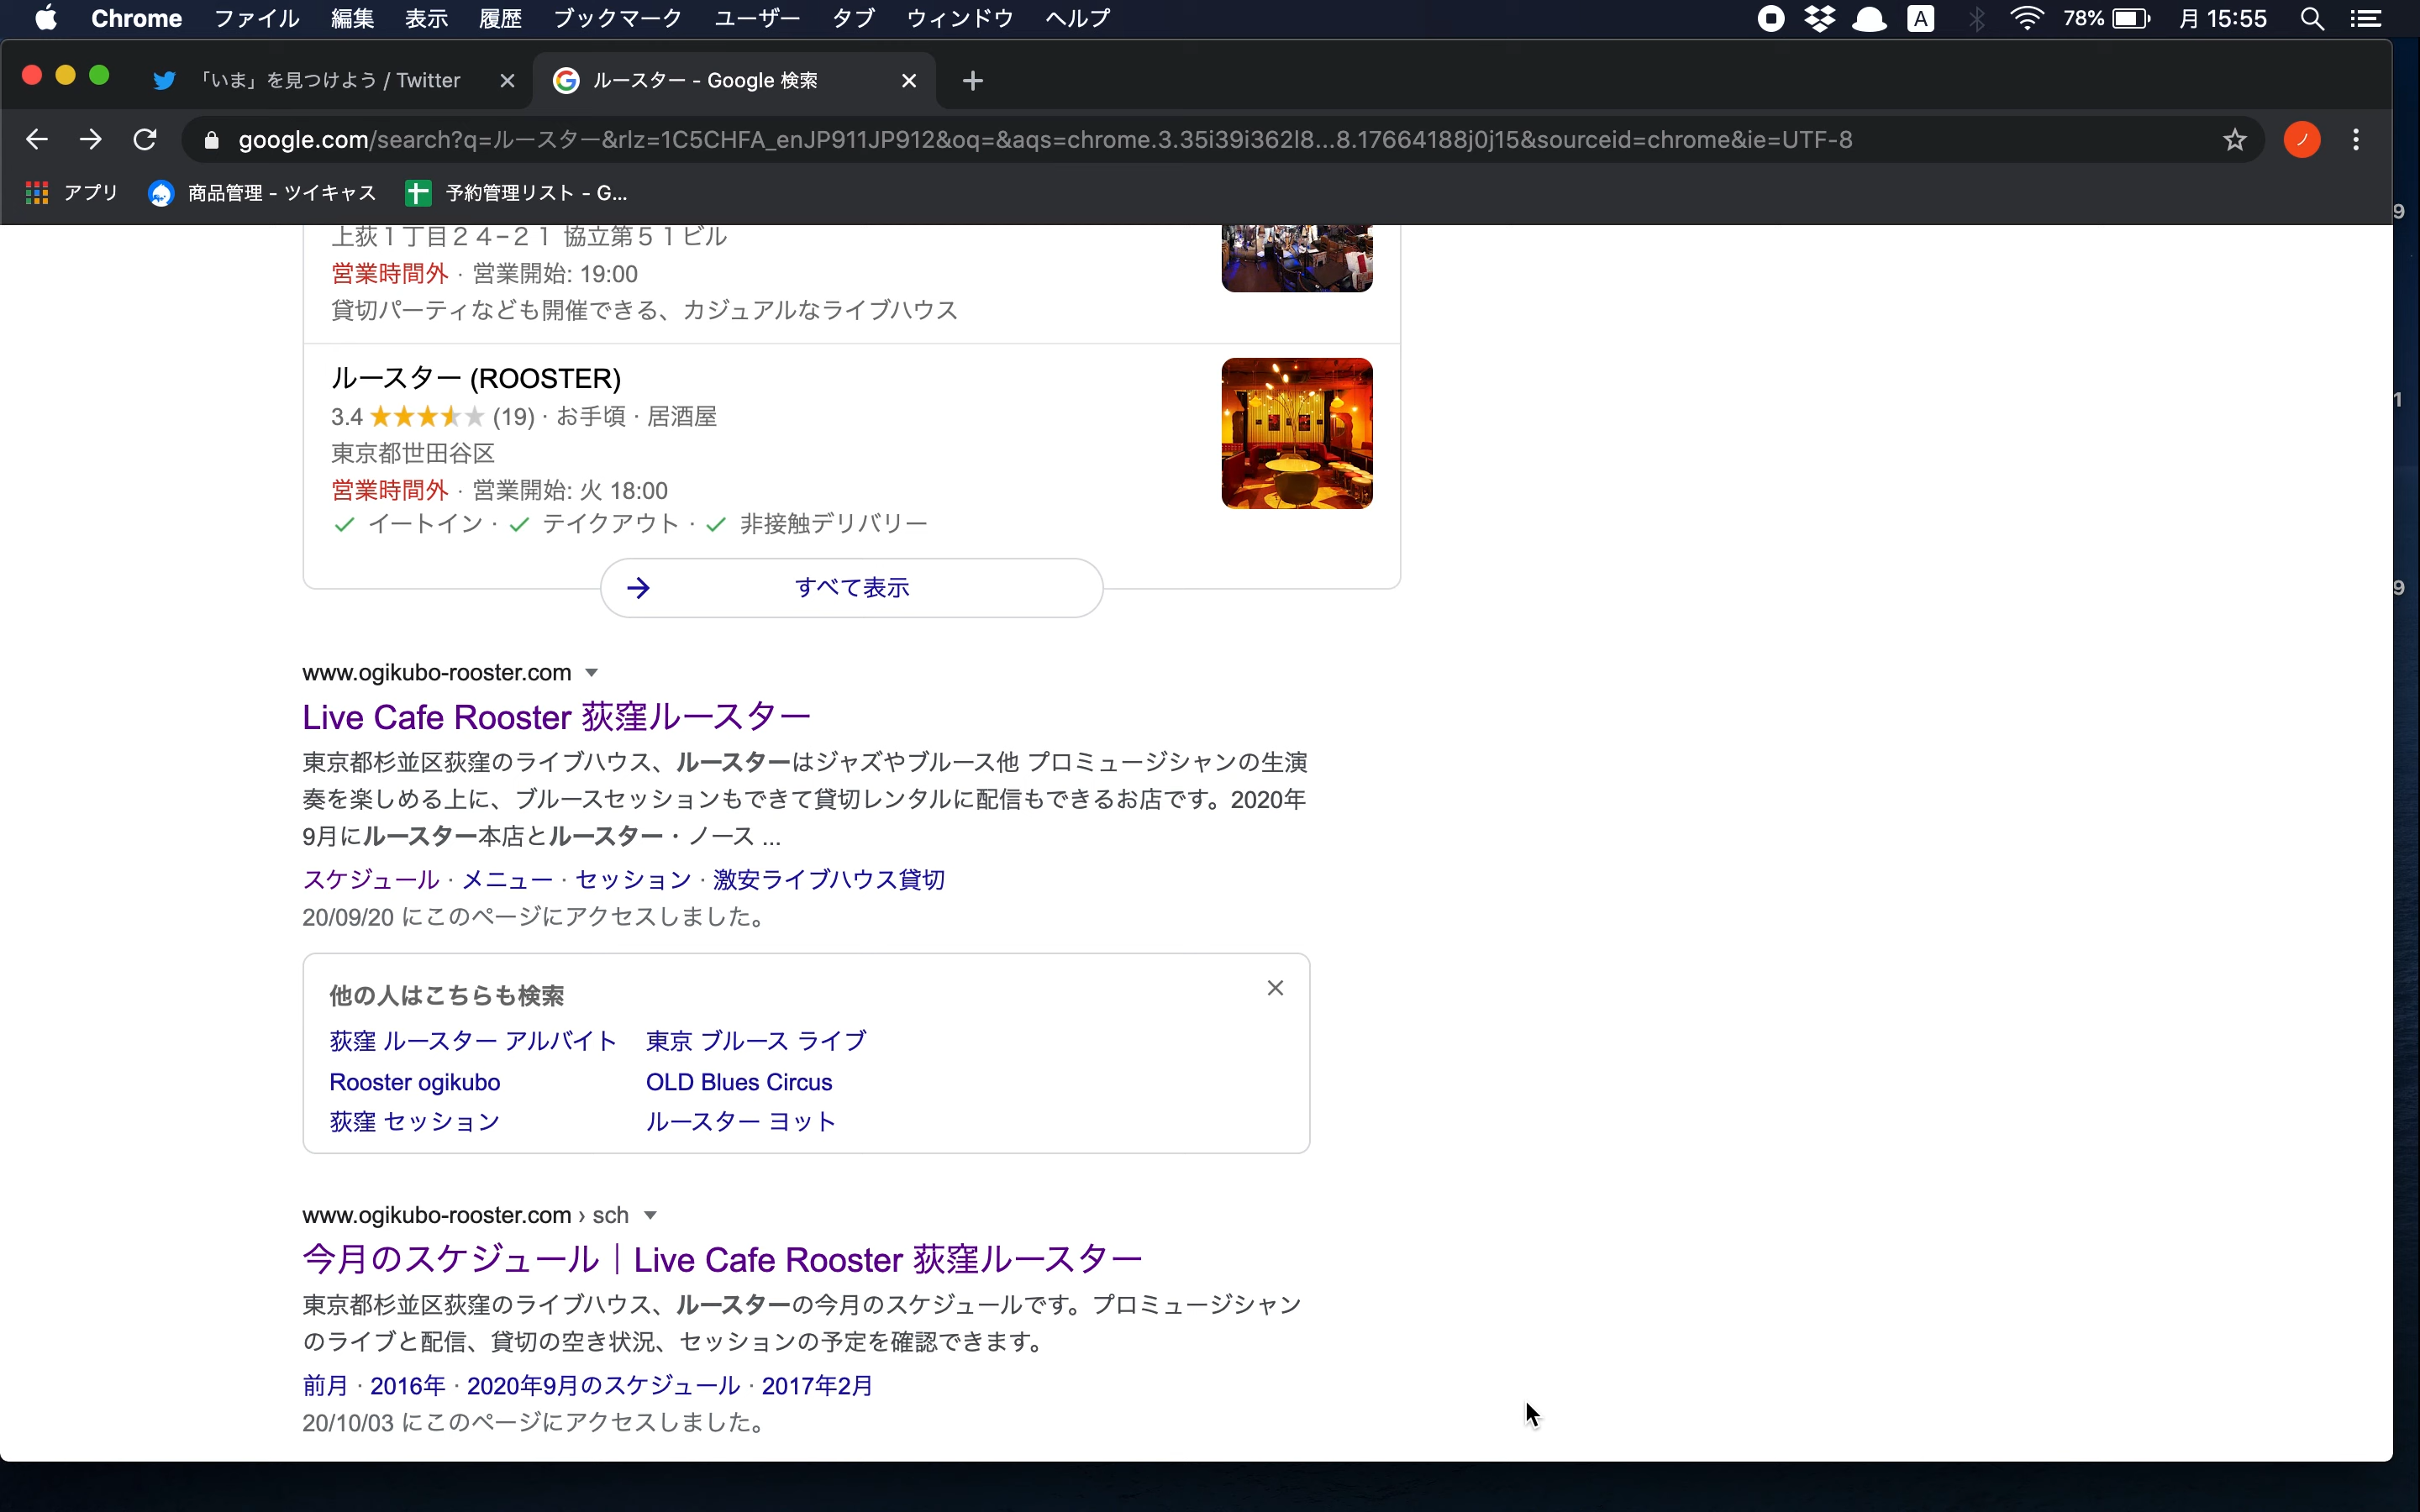 Chrome ファイル 編集 表示 履歴 ブックマーク ユーザー タブ ウィンドウ ヘルプ A 78% 月 15:55
「いま」を見つけよう / Twitter ルースター - Google 検索
google.com/search?q=ルースター&rlz=1C5CHFA_enJP911JP912&oq=&aqs=chrome.3.35i39i362l8...8.17664188j0j15&sourceid=chrome&ie=UTF-8 ノ
アプリ 商品管理 - ツイキャス 予約管理リスト - G...
9
上荻１丁目２４−２１ 協立第５１ビル
営業時間外 · 営業開始: 19:00
貸切パーティなども開催できる、カジュアルなライブハウス
ルースター (ROOSTER)
1
3.4 (19) · お手頃 · 居酒屋
東京都世田谷区
営業時間外 · 営業開始: 火 18:00
イートイン · テイクアウト · 非接触デリバリー
すべて表示
9
www.ogikubo-rooster.com
Live Cafe Rooster 荻窪ルースター
東京都杉並区荻窪のライブハウス、ルースターはジャズやブルース他 プロミュージシャンの生演
奏を楽しめる上に、ブルースセッションもできて貸切レンタルに配信もできるお店です。2020年
9月にルースター本店とルースター・ノース ...
スケジュール · メニュー · セッション · 激安ライブハウス貸切
20/09/20 にこのページにアクセスしました。
他の人はこちらも検索
荻窪 ルースター アルバイト 東京 ブルース ライブ
Rooster ogikubo OLD Blues Circus
荻窪 セッション ルースター ヨット
www.ogikubo-rooster.com › sch
今月のスケジュール｜Live Cafe Rooster 荻窪ルースター
東京都杉並区荻窪のライブハウス、ルースターの今月のスケジュールです。プロミュージシャン
のライブと配信、貸切の空き状況、セッションの予定を確認できます。
前月 · 2016年 · 2020年9月のスケジュール · 2017年2月
20/10/03 にこのページにアクセスしました。